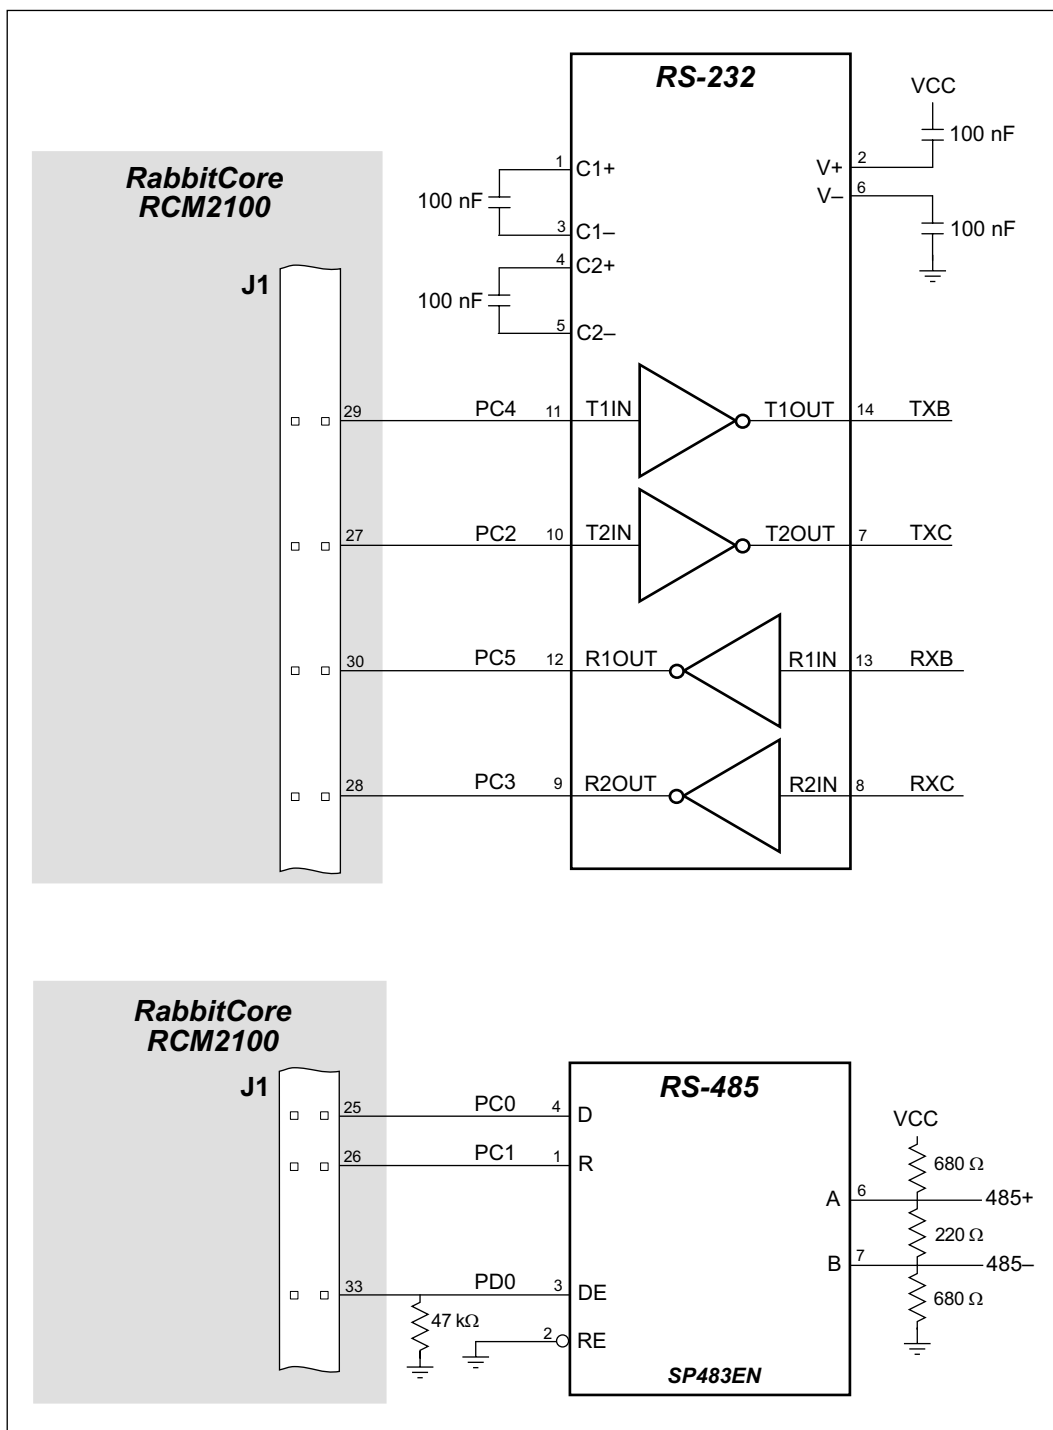 RS-232
VCC
100 nF
1 C1+
V+ 2
RabbitCore
RCM2100
100 nF
V– 6
100 nF
3 C1–
4 C2+
J1
100 nF
5 C2–
29 PC4 11 T1IN T1OUT 14 TXB
27 PC2 10 T2IN T2OUT 7 TXC
30 PC5 12 R1OUT R1IN 13 RXB
28 PC3 9 R2OUT R2IN 8 RXC
RabbitCore
RCM2100
J1
RS-485
25 PC0 4 D
VCC
26 PC1 1 R
680 Ω
A 6 485+
220 Ω
B 7 485–
33 PD0 3 DE
680 Ω
47 kΩ
2 RE
SP483EN